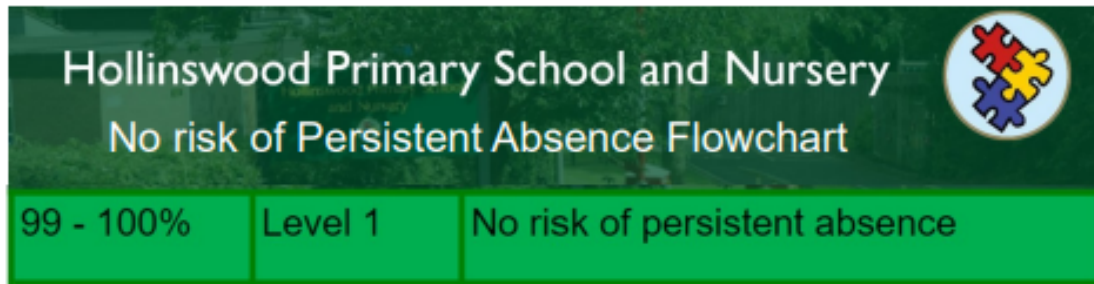 Hollinswood Primary School and Nursery
No risk of Persistent Absence Flowchart
99 - 100% Level 1 No risk of persistent absence